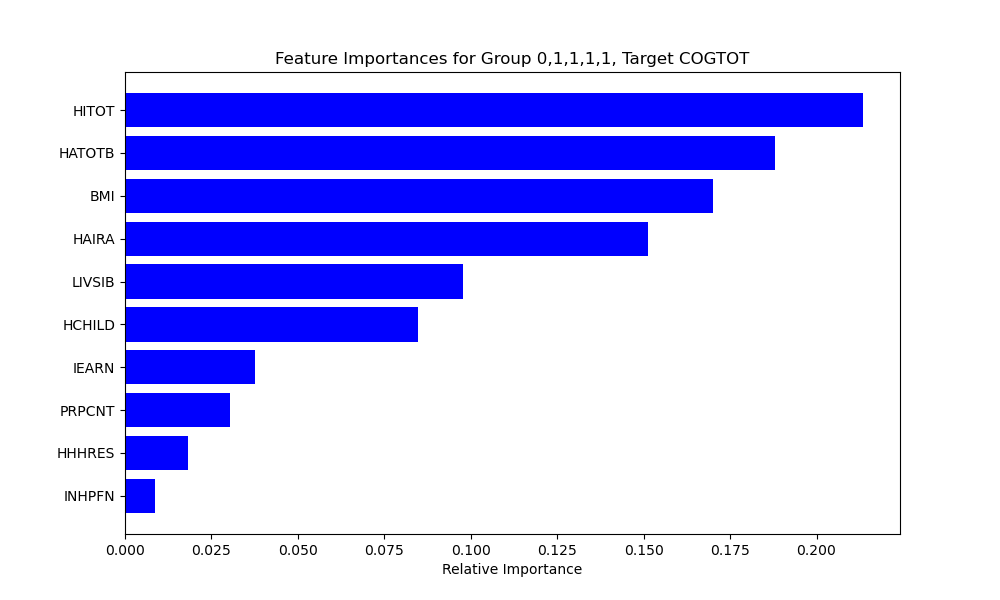 Feature Importances for Group 0,1,1,1,1, Target COGTOT
HITOT
HATOTB
BMI
HAIRA
LIVSIB
HCHILD
IEARN
PRPCNT
HHHRES
INHPFN
0.000 0.025 0.050 0.075 0.100 0.125 0.150 0.175 0.200
Relative Importance